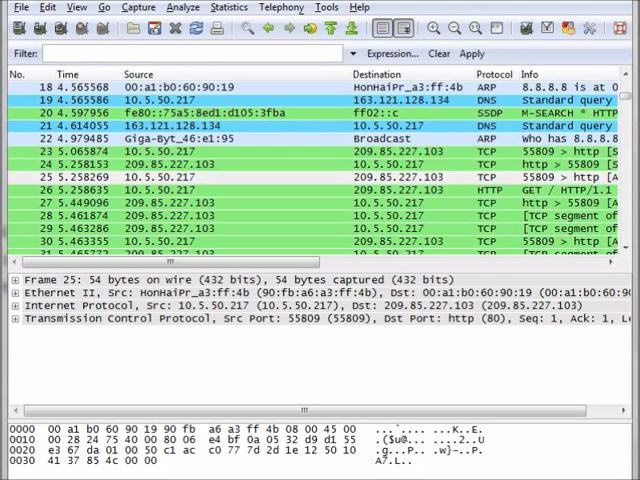 File Edit View Go Capture Analyze Statistics Telephony Tools Help
Filter: Expression... Clear Apply
No. Time Source Destination Protocol Info
18 4.565568 00:a1:b0:60:90:19 HonHaiPr_a3:ff:4b ARP 8.8.8.8 is at 0
19 4.565586 10.5.50.217 163.121.128.134 DNS Standard query
20 4.597956 fe80::75a5:8ed1:d105:3fba ff02::c SSDP M-SEARCH * HTTP
21 4.614055 163.121.128.134 10.5.50.217 DNS Standard query
22 4.979485 Giga-Byt_46:e1:95 Broadcast ARP Who has 8.8.8.8
23 5.065874 10.5.50.217 209.85.227.103 TCP 55809 > http [S
24 5.258153 209.85.227.103 10.5.50.217 TCP http > 55809 [S
25 5.258269 10.5.50.217 209.85.227.103 TCP 55809 > http [A
26 5.258635 10.5.50.217 209.85.227.103 HTTP GET / HTTP/1.1
27 5.449096 209.85.227.103 10.5.50.217 TCP http > 55809 [A
28 5.461874 209.85.227.103 10.5.50.217 TCP [TCP segment of
29 5.463286 209.85.227.103 10.5.50.217 TCP [TCP segment of
30 5.463355 10.5.50.217 209.85.227.103 TCP 55809 > http [A
31 5.465772 209.85.227.103 10.5.50.217 TCP [TCP segment of
Frame 25: 54 bytes on wire (432 bits), 54 bytes captured (432 bits)
Ethernet II, Src: HonHaiPr_a3:ff:4b (90:fb:a6:a3:ff:4b), Dst: 00:a1:b0:60:90:19 (00:a1:b0:60:90
Internet Protocol, Src: 10.5.50.217 (10.5.50.217), Dst: 209.85.227.103 (209.85.227.103)
Transmission Control Protocol, Src Port: 55809 (55809), Dst Port: http (80), Seq: 1, Ack: 1, Le
0000 00 a1 b0 60 90 19 90 fb a6 a3 ff 4b 08 00 45 00 ...`.... ...K..E.
0010 00 28 24 75 40 00 80 06 e4 bf 0a 05 32 d9 d1 55 .($u@... ....2..U
0020 e3 67 da 01 00 50 c1 ac c0 77 7d 2d 1e 12 50 10 .g...P.. .w}-..P.
0030 41 37 85 4c 00 00 A7.L..